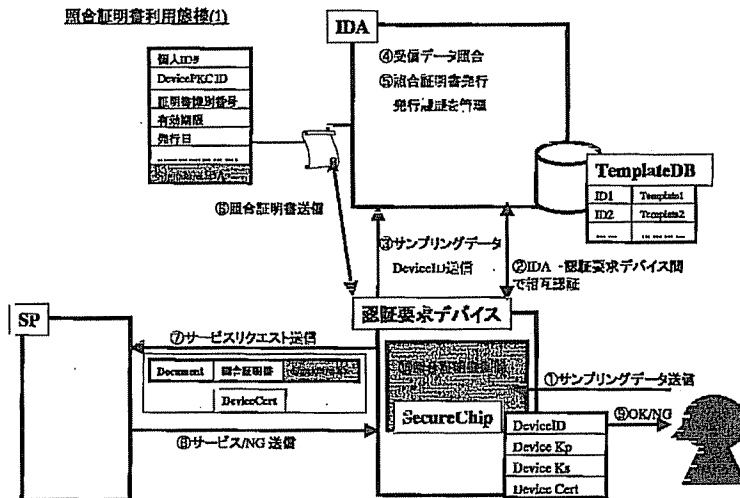 照合証明書利用態様(1)
IDA
④受信データ照合
⑤照合証明書発行
発行履歴を管理
個人IDﾀ
DevicePKC ID
証明書識別番号
有効期限
発行日
TemplateDB
ID1 Template1
ID2 Template2
⑥照合証明書送信
③サンプリングデータ
DeviceID送信
②IDA・認証要求デバイス間
で相互認証
SP
認証要求デバイス
⑦サービスリクエスト送信
Document 照合証明書
DeviceCert
①サンプリングデータ送信
SecureChip
⑨OK/NG
DeviceID
Device Kp
Device Ks
Device Cert
⑧サービス/NG 送信